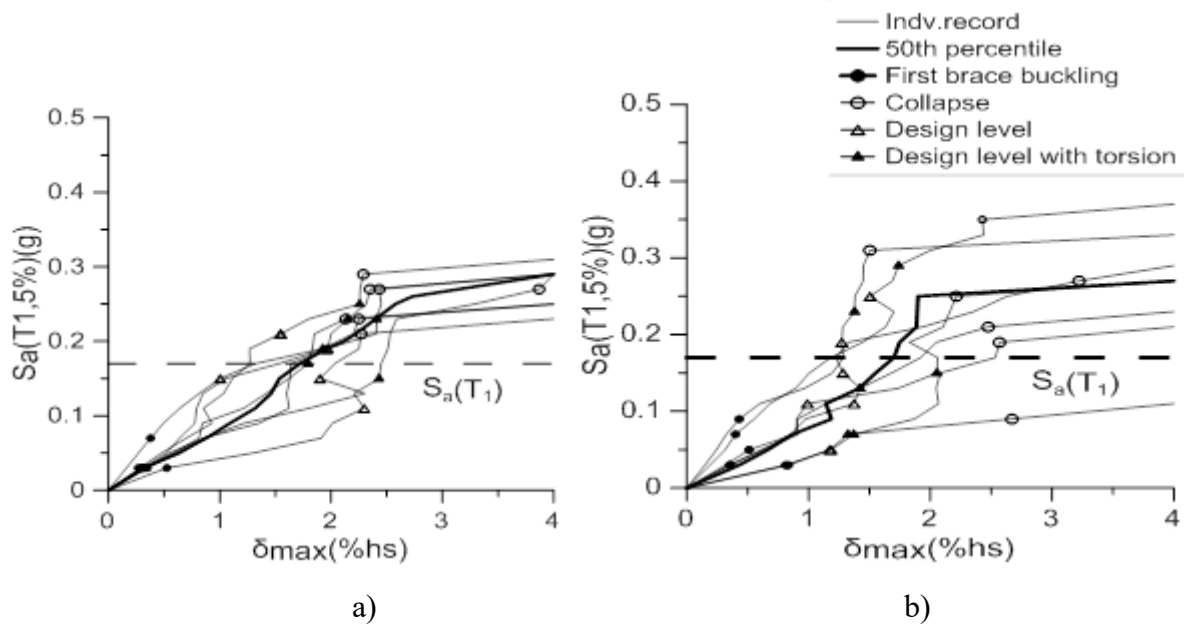 Indv.record
50th percentile
First brace buckling
Collapse
Design level
Design level with torsion
0.5
0.4
0.3
0.2
0.1
0
Sa(T1,5%)(g)
Sa(T1)
0 1 2 3 4
δmax(%hs)
a)
0.5
0.4
0.3
0.2
0.1
0
Sa(T1,5%)(g)
Sa(T1)
0 1 2 3 4
δmax(%hs)
b)